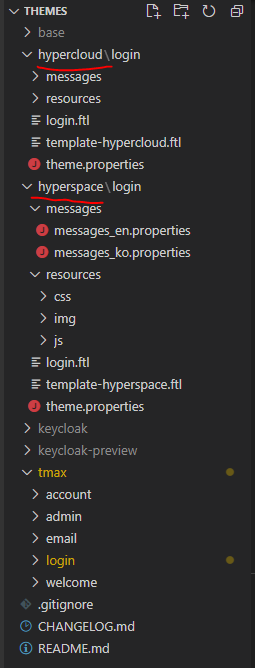 THEMES
base
hypercloud\login
messages
resources
login.ftl
template-hypercloud.ftl
theme.properties
hyperspace\login
messages
messages_en.properties
messages_ko.properties
resources
css
img
js
login.ftl
template-hyperspace.ftl
theme.properties
keycloak
keycloak-preview
tmax
account
admin
email
login
welcome
.gitignore
CHANGELOG.md
README.md